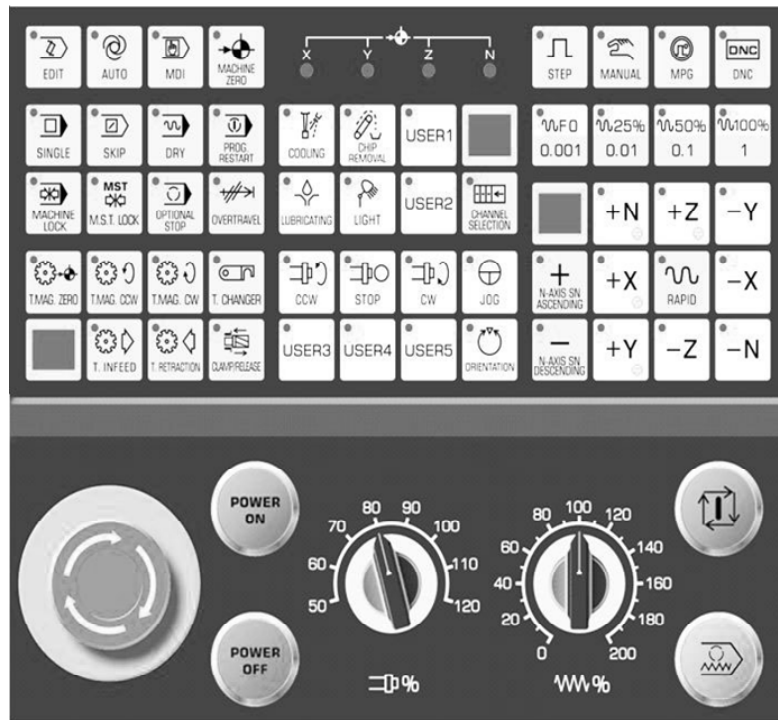 EDIT AUTO MDI MACHINE ZERO X Y Z N STEP MANUAL MPG DNC DNC
SINGLE SKIP DRY PROG. RESTART COOLING CHIP REMOVAL USER1 F0 0.001 25% 0.01 50% 0.1 100% 1
MACHINE LOCK MST M.S.T. LOCK OPTIONAL STOP OVERTRAVEL LUBRICATING LIGHT USER2 CHANNEL SELECTION +N +Z −Y
T.MAG. ZERO T.MAG. CCW T.MAG. CW T. CHANGER CCW STOP CW JOG + N-AXIS SN ASCENDING +X RAPID −X
T. INFEED T. RETRACTION CLAMP/RELEASE USER3 USER4 USER5 ORIENTATION − N-AXIS SN DESCENDING +Y −Z −N
POWER
ON
50 60 70 80 90 100 110 120
0 20 40 60 80 100 120 140 160 180 200
POWER
OFF
% %